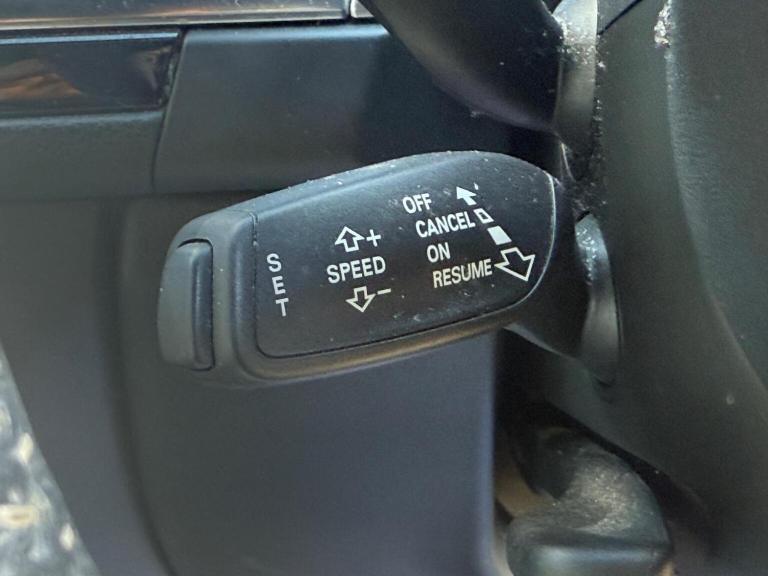 SET
+
SPEED
-
OFF
CANCEL
ON
RESUME